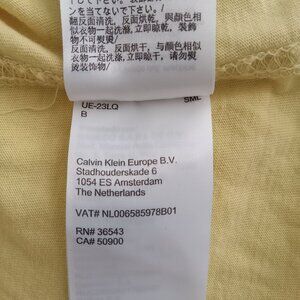 ンを当てないで下さい。/
翻反面清洗，反面烘乾，與顏色相
似衣物一起洗滌，立即晾乾，裝飾
物不可熨燙/
翻反面清洗，反面烘干，与颜色相似
衣物一起洗涤，立即晾干，请勿熨
烫装饰物/
UE-23LQ SML
B
Calvin Klein Europe B.V.
Stadhouderskade 6
1054 ES Amsterdam
The Netherlands
VAT# NL006585978B01
RN# 36543
CA# 50900